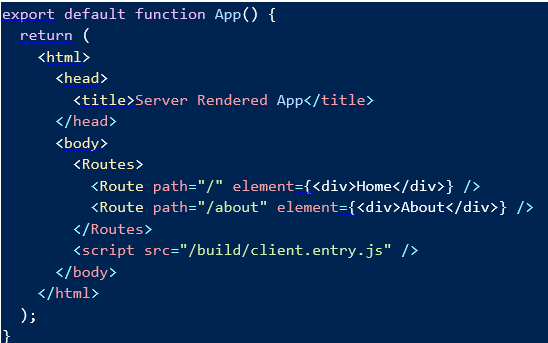 export default function App() {
  return (
    <html>
      <head>
        <title>Server Rendered App</title>
      </head>
      <body>
        <Routes>
          <Route path="/" element={<div>Home</div>} />
          <Route path="/about" element={<div>About</div>} />
        </Routes>
        <script src="/build/client.entry.js" />
      </body>
    </html>
  );
}